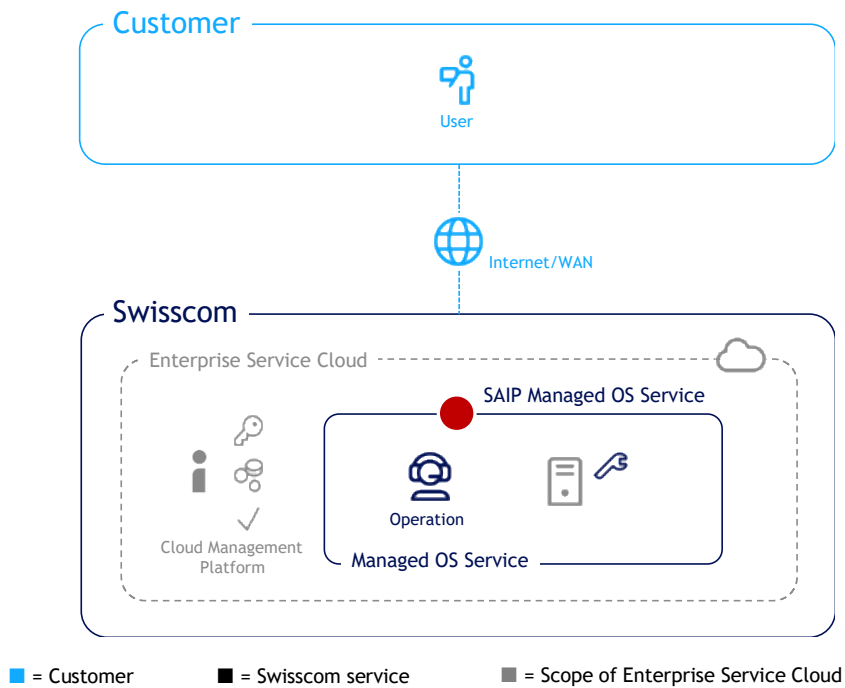 Customer
User
Internet/WAN
Swisscom
Enterprise Service Cloud
SAIP Managed OS Service
Operation
Cloud Management
Platform
Managed OS Service
= Customer
= Swisscom service
= Scope of Enterprise Service Cloud